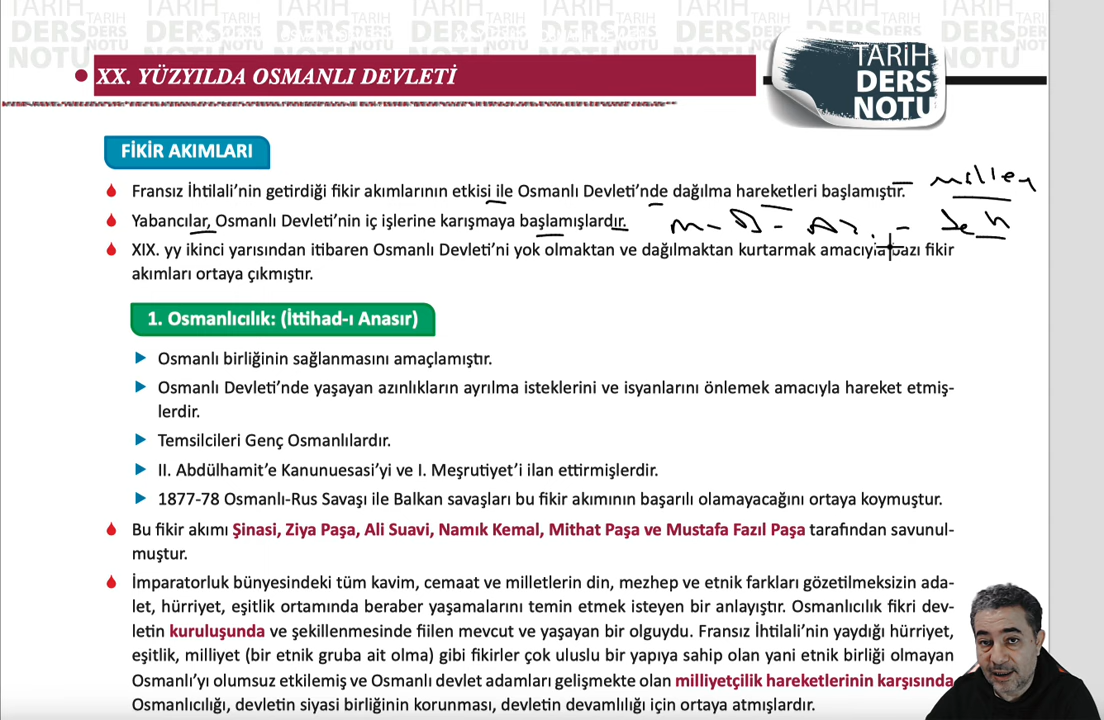 TARİH DERS NOTU
XX. YÜZYILDA OSMANLI DEVLETİ
TARİH
DERS
NOTU
FİKİR AKIMLARI
Fransız İhtilali’nin getirdiği fikir akımlarının etkisi ile Osmanlı Devleti’nde dağılma hareketleri başlamıştır.
Yabancılar, Osmanlı Devleti’nin iç işlerine karışmaya başlamışlardır.
XIX. yy ikinci yarısından itibaren Osmanlı Devleti’ni yok olmaktan ve dağılmaktan kurtarmak amacıyla bazı fikir
akımları ortaya çıkmıştır.
1. Osmanlıcılık: (İttihad-ı Anasır)
Osmanlı birliğinin sağlanmasını amaçlamıştır.
Osmanlı Devleti’nde yaşayan azınlıkların ayrılma isteklerini ve isyanlarını önlemek amacıyla hareket etmiş-
lerdir.
Temsilcileri Genç Osmanlılardır.
II. Abdülhamit’e Kanunuesasi’yi ve I. Meşrutiyet’i ilan ettirmişlerdir.
1877-78 Osmanlı-Rus Savaşı ile Balkan savaşları bu fikir akımının başarılı olamayacağını ortaya koymuştur.
Bu fikir akımı Şinasi, Ziya Paşa, Ali Suavi, Namık Kemal, Mithat Paşa ve Mustafa Fazıl Paşa tarafından savunul-
muştur.
İmparatorluk bünyesindeki tüm kavim, cemaat ve milletlerin din, mezhep ve etnik farkları gözetilmeksizin ada-
let, hürriyet, eşitlik ortamında beraber yaşamalarını temin etmek isteyen bir anlayıştır. Osmanlıcılık fikri dev-
letin kuruluşunda ve şekillenmesinde fiilen mevcut ve yaşayan bir olguydu. Fransız İhtilali’nin yaydığı hürriyet,
eşitlik, milliyet (bir etnik gruba ait olma) gibi fikirler çok uluslu bir yapıya sahip olan yani etnik birliği olmayan
Osmanlı’yı olumsuz etkilemiş ve Osmanlı devlet adamları gelişmekte olan milliyetçilik hareketlerinin karşısında
Osmanlıcılığı, devletin siyasi birliğinin korunması, devletin devamlılığı için ortaya atmışlardır.